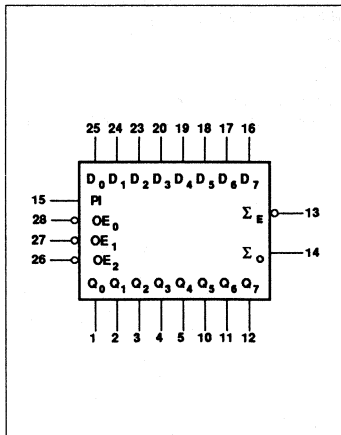 25 24 23 20 19 18 17 16
D₀ D₁ D₂ D₃ D₄ D₅ D₆ D₇
15 PI
28 OE₀ Σ_E 13
27 OE₁ Σ_O 14
26 OE₂
Q₀ Q₁ Q₂ Q₃ Q₄ Q₅ Q₆ Q₇
1 2 3 4 5 10 11 12